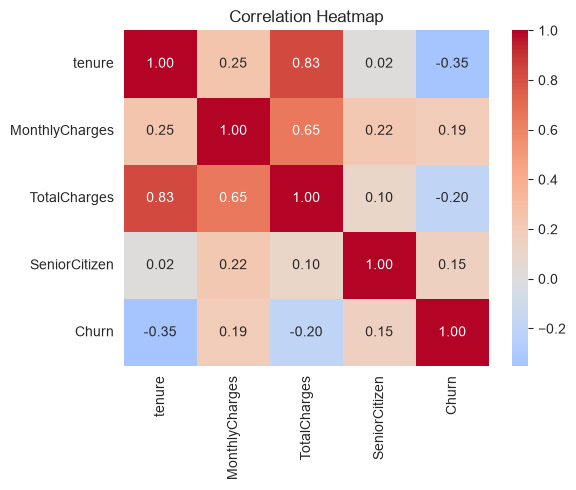 Correlation Heatmap
tenure 1.00 0.25 0.83 0.02 -0.35
MonthlyCharges 0.25 1.00 0.65 0.22 0.19
TotalCharges 0.83 0.65 1.00 0.10 -0.20
SeniorCitizen 0.02 0.22 0.10 1.00 0.15
Churn -0.35 0.19 -0.20 0.15 1.00
tenure MonthlyCharges TotalCharges SeniorCitizen Churn
1.0
0.8
0.6
0.4
0.2
0.0
−0.2